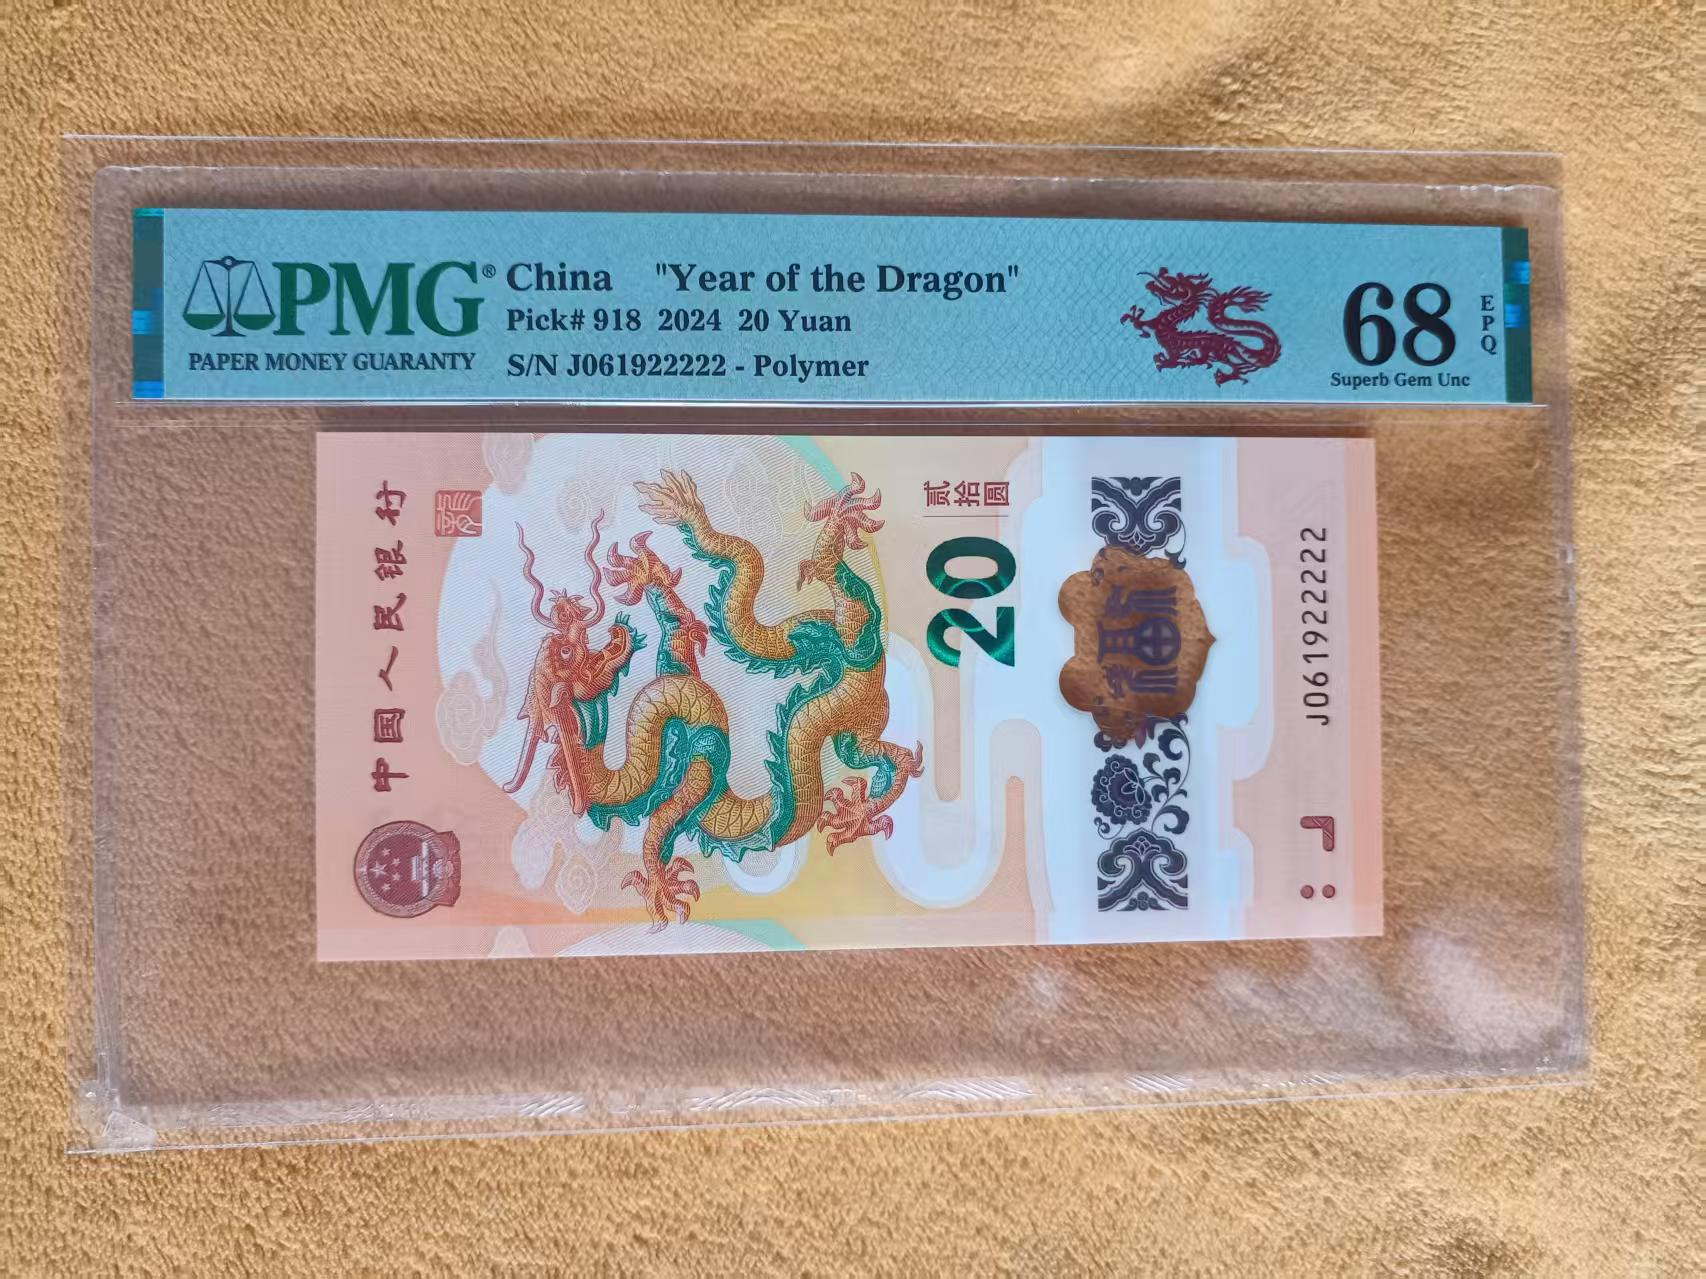 PMG® China "Year of the Dragon"
Pick# 918 2024 20 Yuan
PAPER MONEY GUARANTY
S/N J061922222 - Polymer
68 EPQ
Superb Gem Unc
中国人民银行
贰拾圆
20
福
J061922222